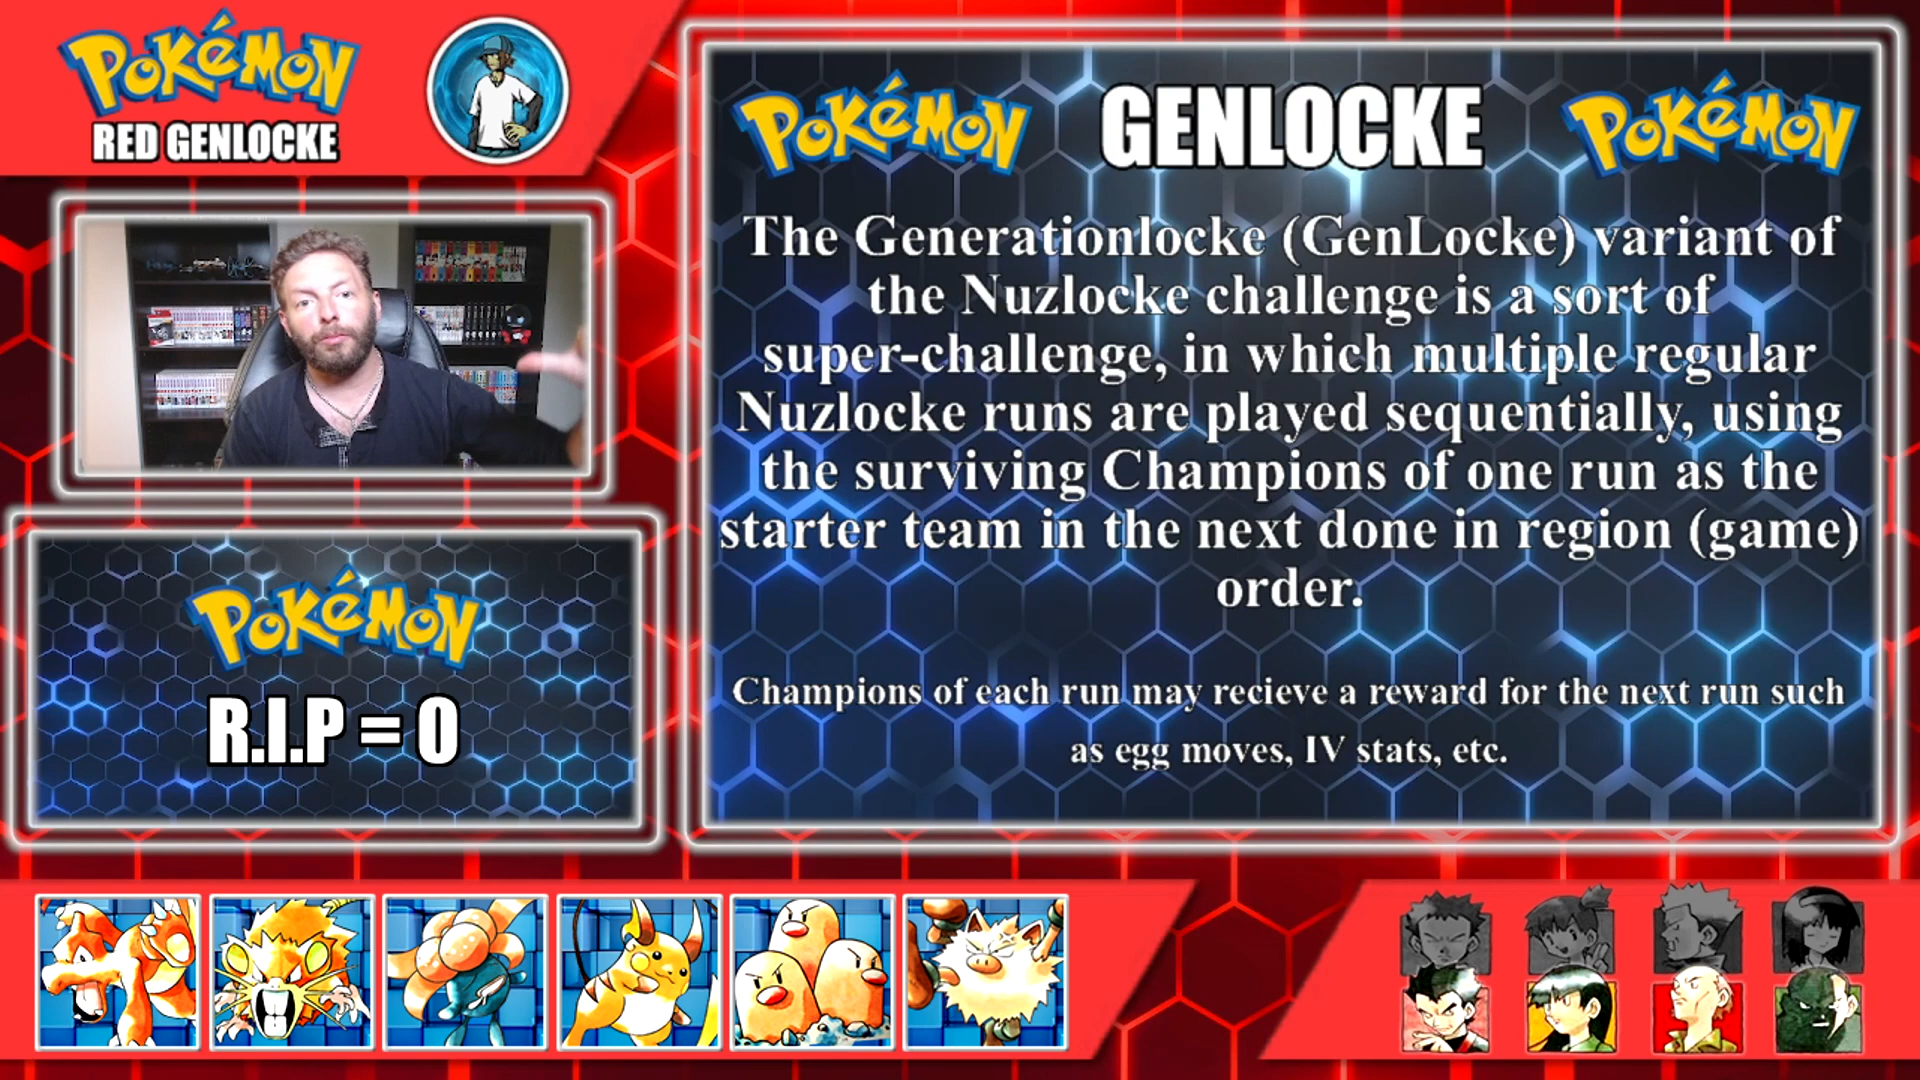 POKÉMON
RED GENLOCKE
POKÉMON GENLOCKE POKÉMON
The Generationlocke (GenLocke) variant of
the Nuzlocke challenge is a sort of
super-challenge, in which multiple regular
Nuzlocke runs are played sequentially, using
the surviving Champions of one run as the
starter team in the next done in region (game)
order.
Champions of each run may recieve a reward for the next run such
as egg moves, IV stats, etc.
POKÉMON
R.I.P = 0